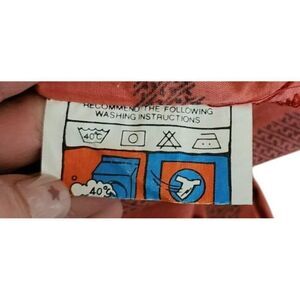 RECOMMEND THE FOLLOWING
WASHING INSTRUCTIONS
40°C
40°